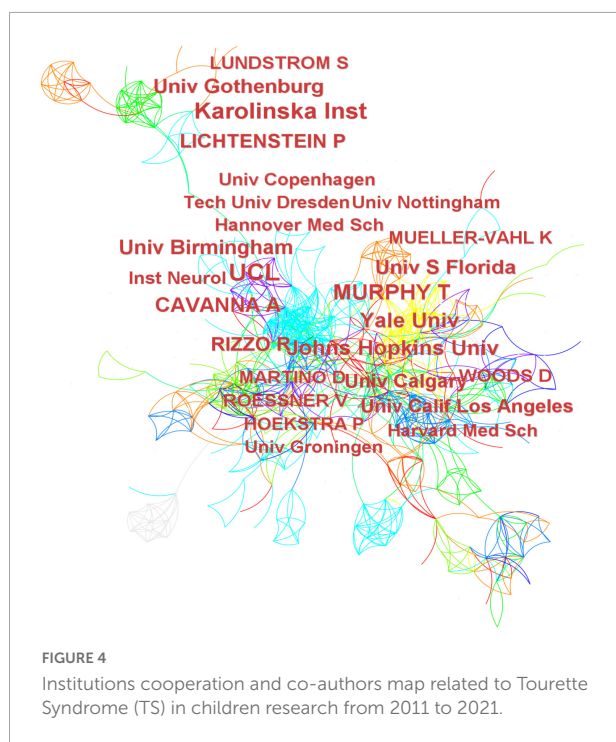 LUNDSTROM S
Univ Gothenburg
Karolinska Inst
LICHTENSTEIN P
Univ Copenhagen
Tech Univ Dresden Univ Nottingham
Hannover Med Sch
MUELLER-VAHL K
Univ Birmingham
Univ S Florida
Inst Neurol UCL
MURPHY T
CAVANNA A
Yale Univ
RIZZO R Johns Hopkins Univ
MARTINO D Univ Calgary WOODS D
ROESSNER V Univ Calif Los Angeles
HOEKSTRA P Harvard Med Sch
Univ Groningen
FIGURE 4
Institutions cooperation and co-authors map related to Tourette
Syndrome (TS) in children research from 2011 to 2021.